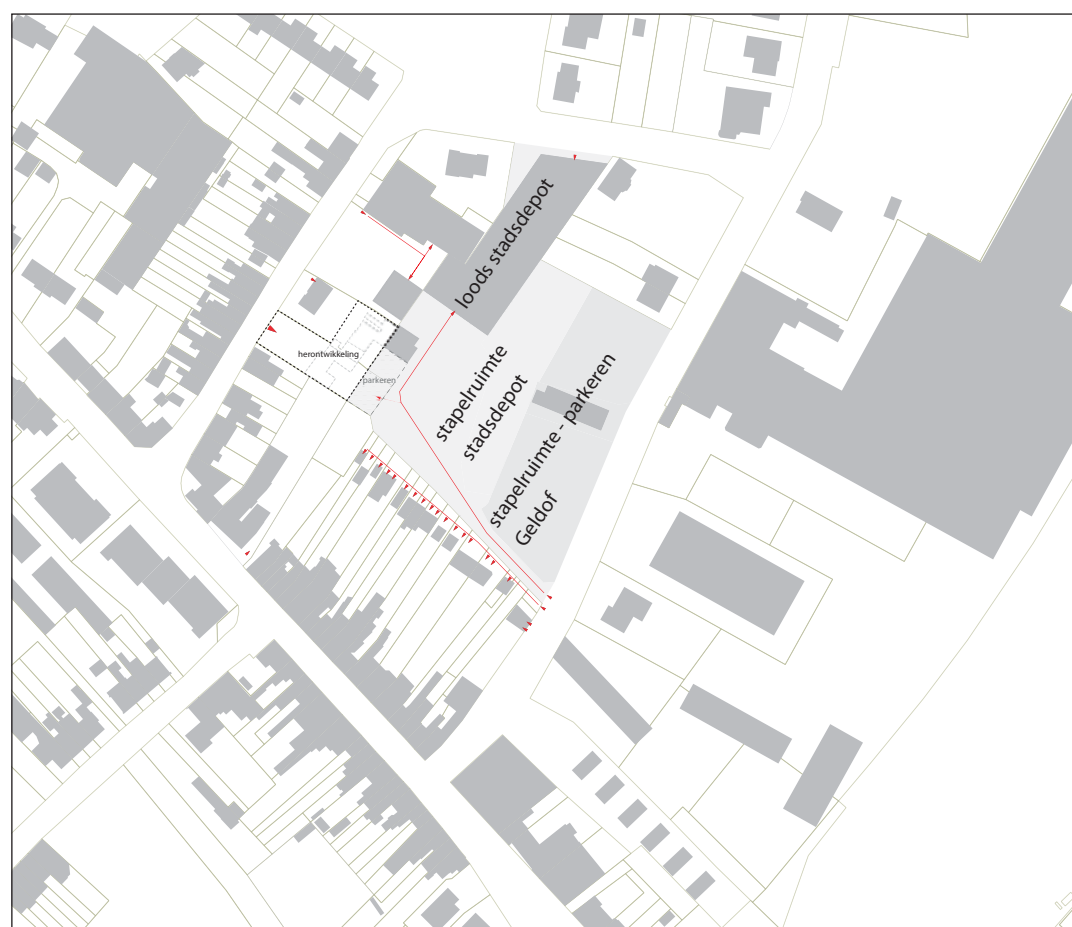 loods stadsdepot
herontwikkeling
parkeren
stapelruimte
stadsdepot
stapelruimte - parkeren
Geldof